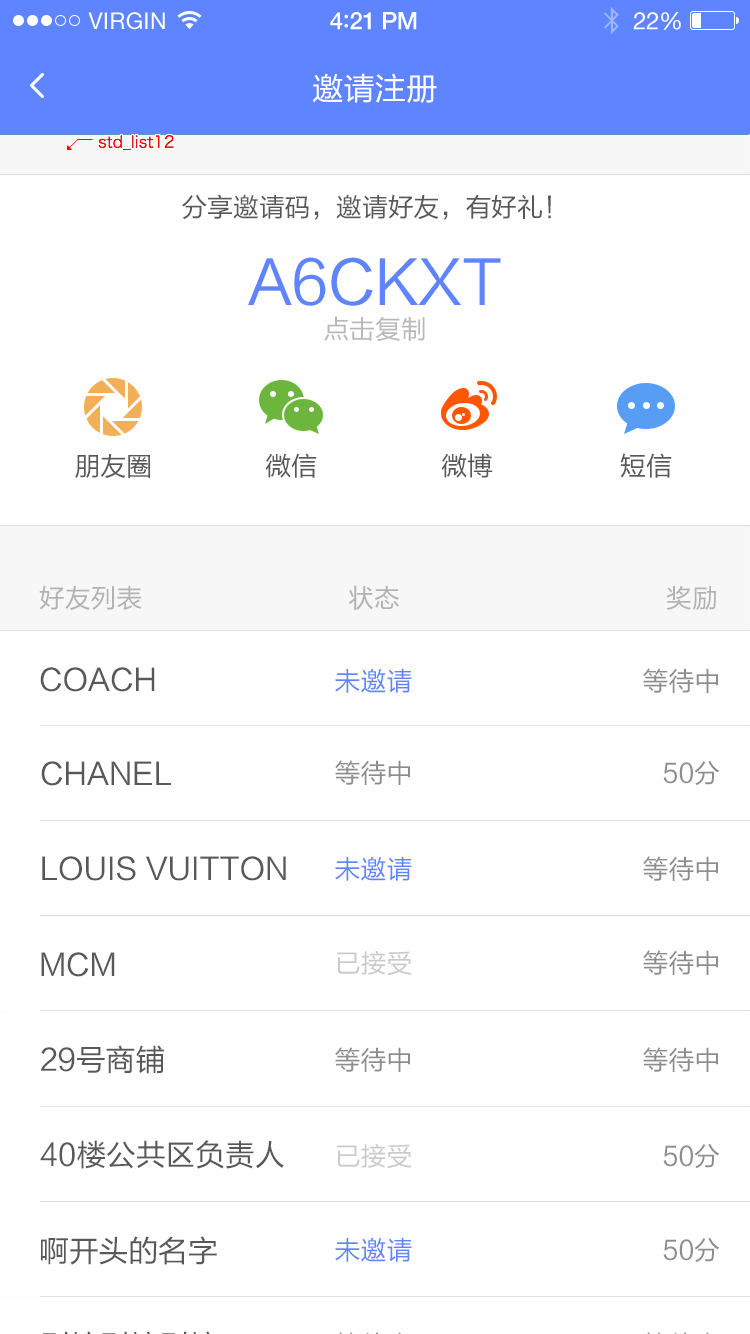 VIRGIN 4:21 PM 22%
邀请注册
std_list12
分享邀请码，邀请好友，有好礼！
A6CKXT
点击复制
朋友圈 微信 微博 短信
好友列表 状态 奖励
COACH 未邀请 等待中
CHANEL 等待中 50分
LOUIS VUITTON 未邀请 等待中
MCM 已接受 等待中
29号商铺 等待中 等待中
40楼公共区负责人 已接受 50分
啊开头的名字 未邀请 50分